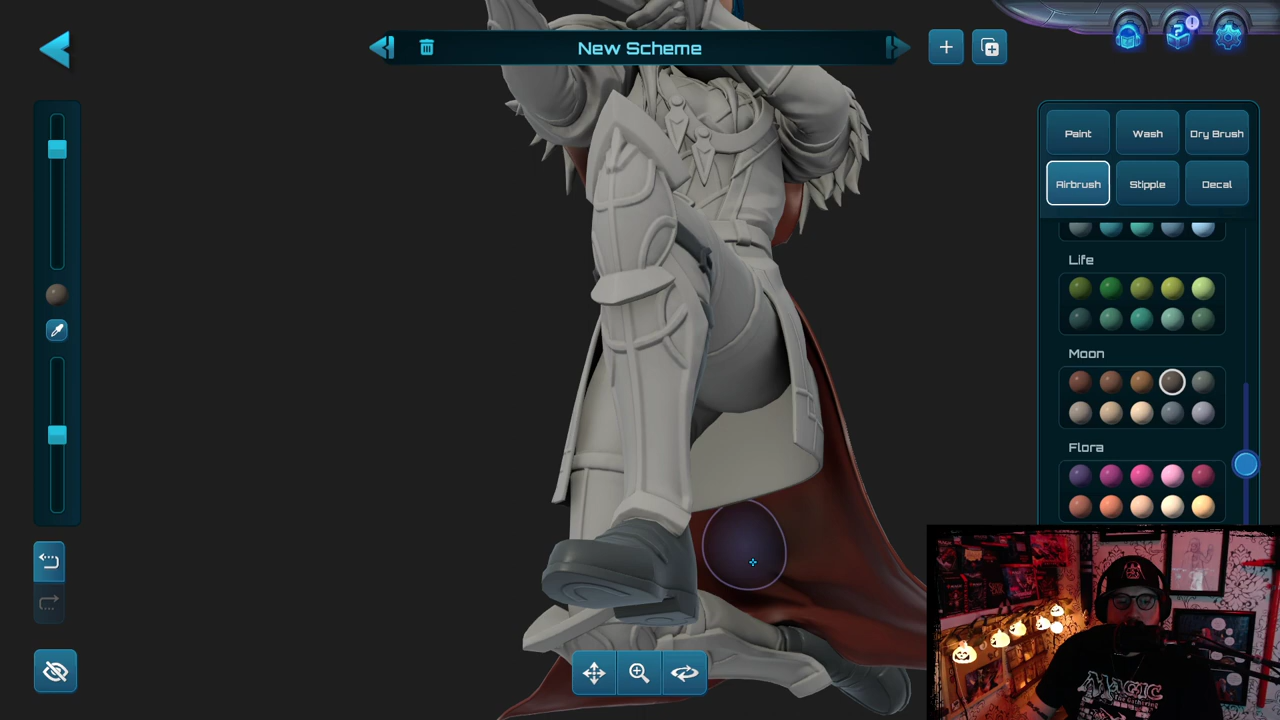 New Scheme
Paint
Wash
Dry Brush
Airbrush
Stipple
Decal
Life
Moon
Flora
MAGIC